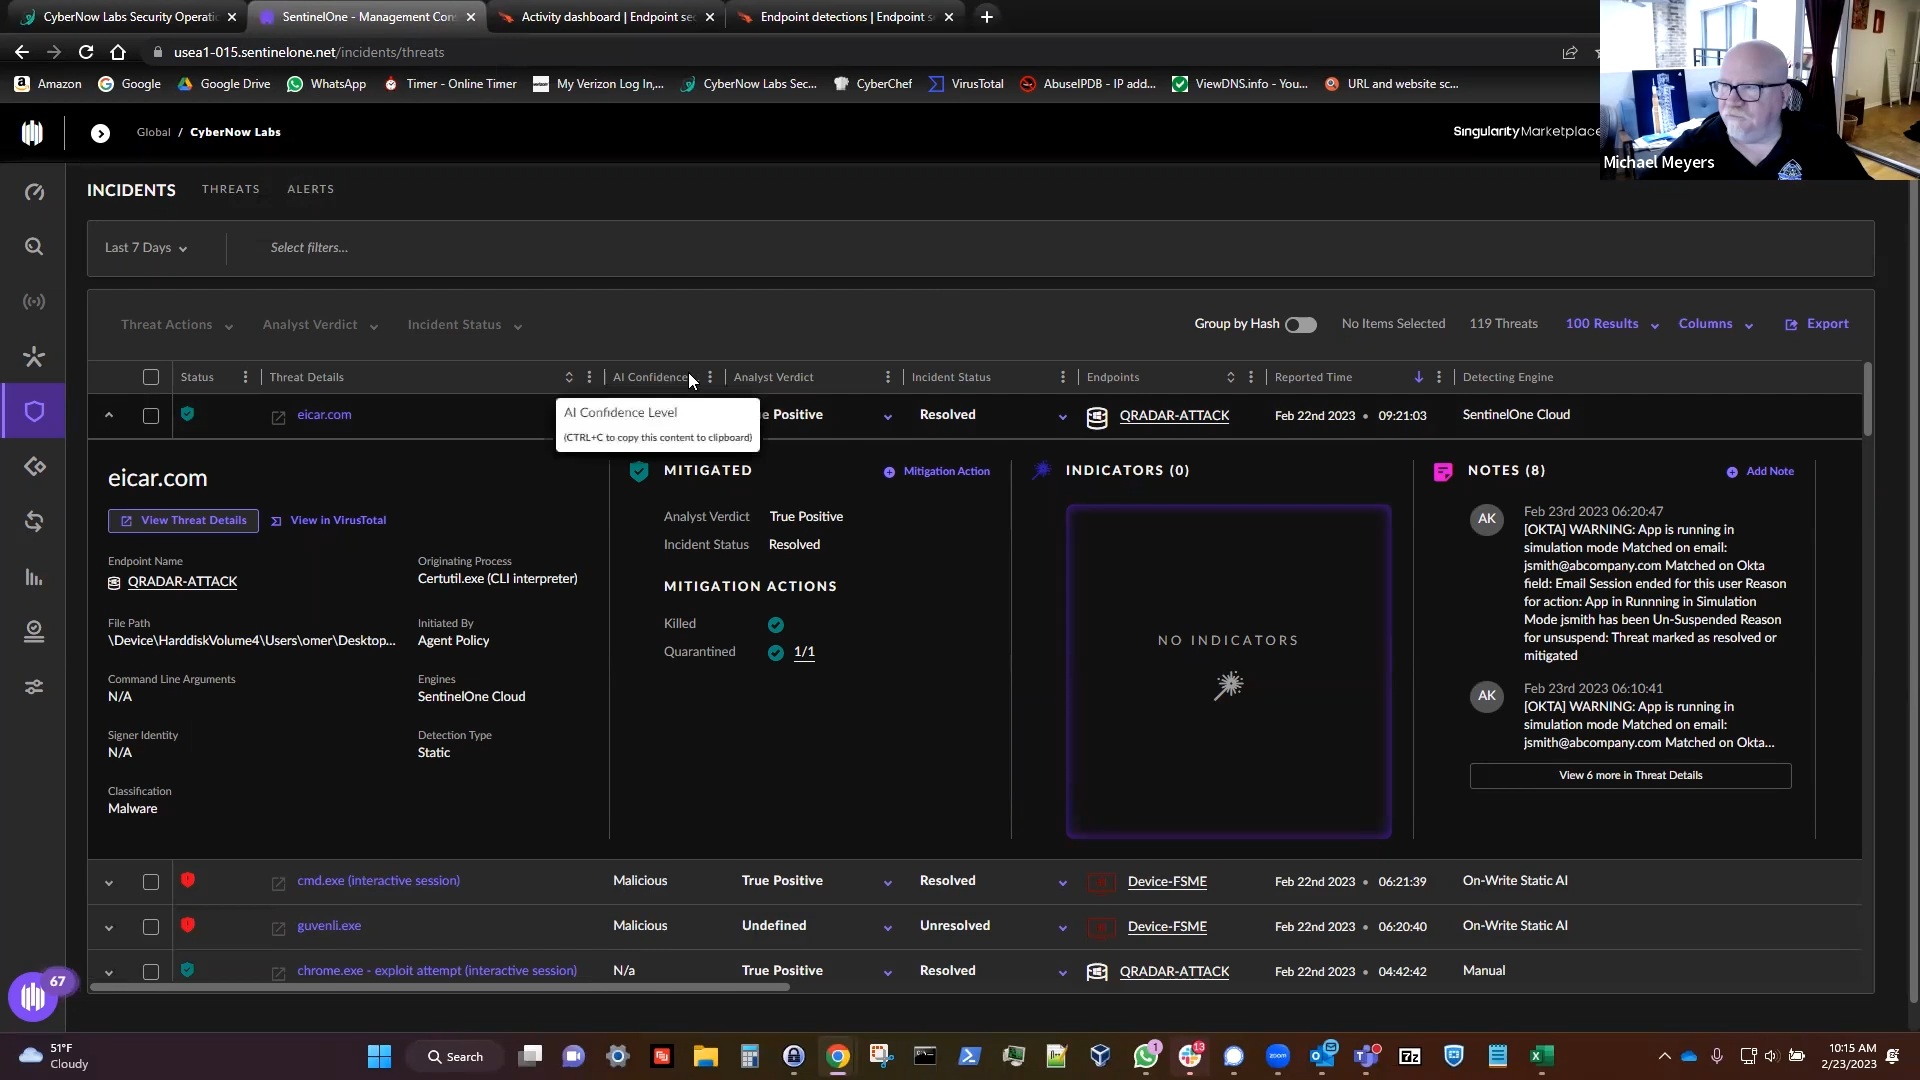 CyberNow Labs Security Operati
SentinelOne - Management Con
Activity dashboard | Endpoint se
Endpoint detections | Endpoint s
usea1-015.sentinelone.net/incidents/threats
Amazon
Google
Google Drive
WhatsApp
Timer - Online Timer
My Verizon Log In,...
CyberNow Labs Sec...
CyberChef
VirusTotal
AbuseIPDB - IP add...
ViewDNS.info - You...
URL and website sc...
Michael Meyers
Global / CyberNow Labs
Singularity Marketplace
INCIDENTS THREATS ALERTS
Last 7 Days
Select filters...
Threat Actions
Analyst Verdict
Incident Status
Group by Hash
No Items Selected
119 Threats
100 Results
Columns
Export
Status Threat Details AI Confidence Analyst Verdict Incident Status Endpoints Reported Time Detecting Engine
eicar.com e Positive Resolved QRADAR-ATTACK Feb 22nd 2023 • 09:21:03 SentinelOne Cloud
AI Confidence Level
(CTRL+C to copy this content to clipboard)
eicar.com
View Threat Details
View in VirusTotal
Endpoint Name
QRADAR-ATTACK
Originating Process
Certutil.exe (CLI interpreter)
File Path
\Device\HarddiskVolume4\Users\omer\Desktop...
Initiated By
Agent Policy
Command Line Arguments
N/A
Engines
SentinelOne Cloud
Signer Identity
N/A
Detection Type
Static
Classification
Malware
MITIGATED
Mitigation Action
Analyst Verdict True Positive
Incident Status Resolved
MITIGATION ACTIONS
Killed
Quarantined 1/1
INDICATORS (0)
NO INDICATORS
NOTES (8)
Add Note
AK
Feb 23rd 2023 06:20:47
[OKTA] WARNING: App is running in
simulation mode Matched on email:
jsmith@abcompany.com Matched on Okta
field: Email Session ended for this user Reason
for action: App in Runnning in Simulation
Mode jsmith has been Un-Suspended Reason
for unsuspend: Threat marked as resolved or
mitigated
AK
Feb 23rd 2023 06:10:41
[OKTA] WARNING: App is running in
simulation mode Matched on email:
jsmith@abcompany.com Matched on Okta...
View 6 more in Threat Details
cmd.exe (interactive session) Malicious True Positive Resolved Device-FSME Feb 22nd 2023 • 06:21:39 On-Write Static AI
guvenli.exe Malicious Undefined Unresolved Device-FSME Feb 22nd 2023 • 06:20:40 On-Write Static AI
chrome.exe - exploit attempt (interactive session) N/a True Positive Resolved QRADAR-ATTACK Feb 22nd 2023 • 04:42:42 Manual
67
51°F
Cloudy
Search
zoom
1
13
7z
10:15 AM
2/23/2023